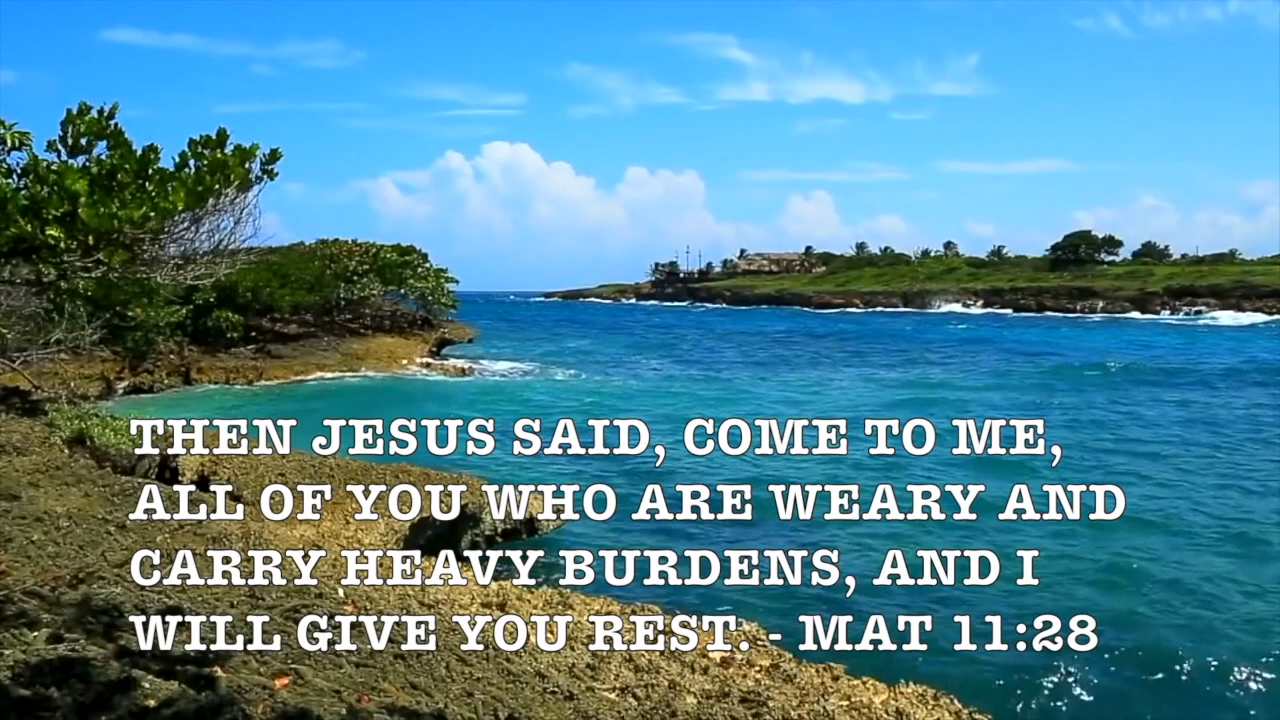 THEN JESUS SAID, COME TO ME,
ALL OF YOU WHO ARE WEARY AND
CARRY HEAVY BURDENS, AND I
WILL GIVE YOU REST. - MAT 11:28